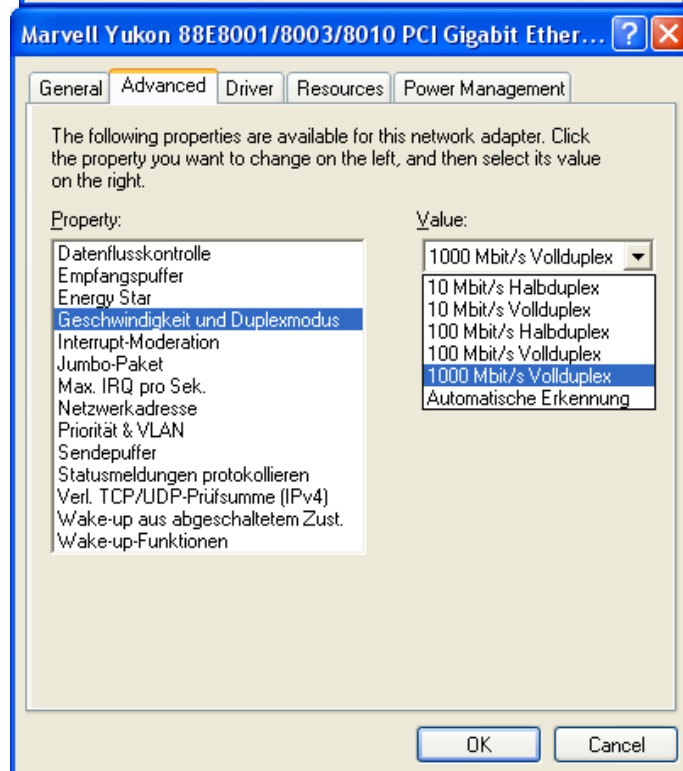 Marvell Yukon 88E8001/8003/8010 PCI Gigabit Ether...
General Advanced Driver Resources Power Management
The following properties are available for this network adapter. Click
the property you want to change on the left, and then select its value
on the right.
Property:
Datenflusskontrolle
Empfangspuffer
Energy Star
Geschwindigkeit und Duplexmodus
Interrupt-Moderation
Jumbo-Paket
Max. IRQ pro Sek.
Netzwerkadresse
Priorität & VLAN
Sendepuffer
Statusmeldungen protokollieren
Verl. TCP/UDP-Prüfsumme (IPv4)
Wake-up aus abgeschaltetem Zust.
Wake-up-Funktionen
Value:
1000 Mbit/s Vollduplex
10 Mbit/s Halbduplex
10 Mbit/s Vollduplex
100 Mbit/s Halbduplex
100 Mbit/s Vollduplex
1000 Mbit/s Vollduplex
Automatische Erkennung
OK Cancel